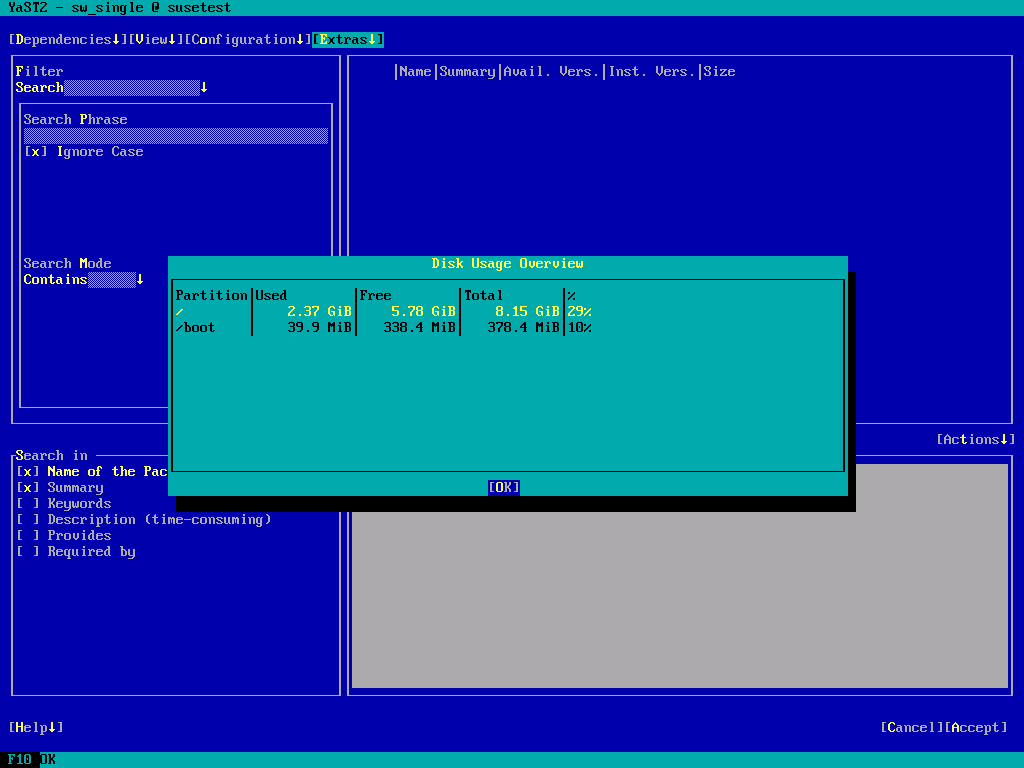 YaST2 - sw_single @ susetest
[Dependencies↓][View↓][Configuration↓][Extras↓]
Filter
Search↓
Search Phrase
[x] Ignore Case
Search Mode
Contains↓
|Name|Summary|Avail. Vers.|Inst. Vers.|Size
Disk Usage Overview
Partition|Used |Free |Total |%
/ | 2.37 GiB| 5.78 GiB| 8.15 GiB|29%
/boot | 39.9 MiB| 338.4 MiB| 378.4 MiB|10%
[OK]
[Actions↓]
Search in
[x] Name of the Pac
[x] Summary
[ ] Keywords
[ ] Description (time-consuming)
[ ] Provides
[ ] Required by
[Help↓] [Cancel][Accept]
F10 OK